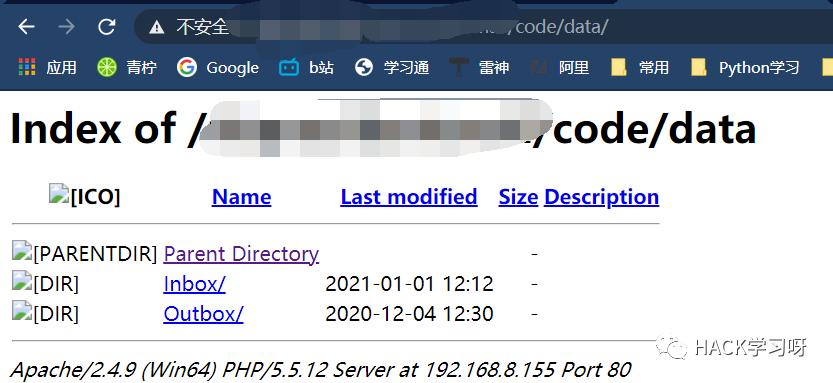 不安全 /code/data/
应用 青柠 Google b站 学习通 雷神 阿里 常用 Python学习
Index of / /code/data
[ICO] Name Last modified Size Description
[PARENTDIR] Parent Directory -
[DIR] Inbox/ 2021-01-01 12:12 -
[DIR] Outbox/ 2020-12-04 12:30 -
HACK学习呀
Apache/2.4.9 (Win64) PHP/5.5.12 Server at 192.168.8.155 Port 80